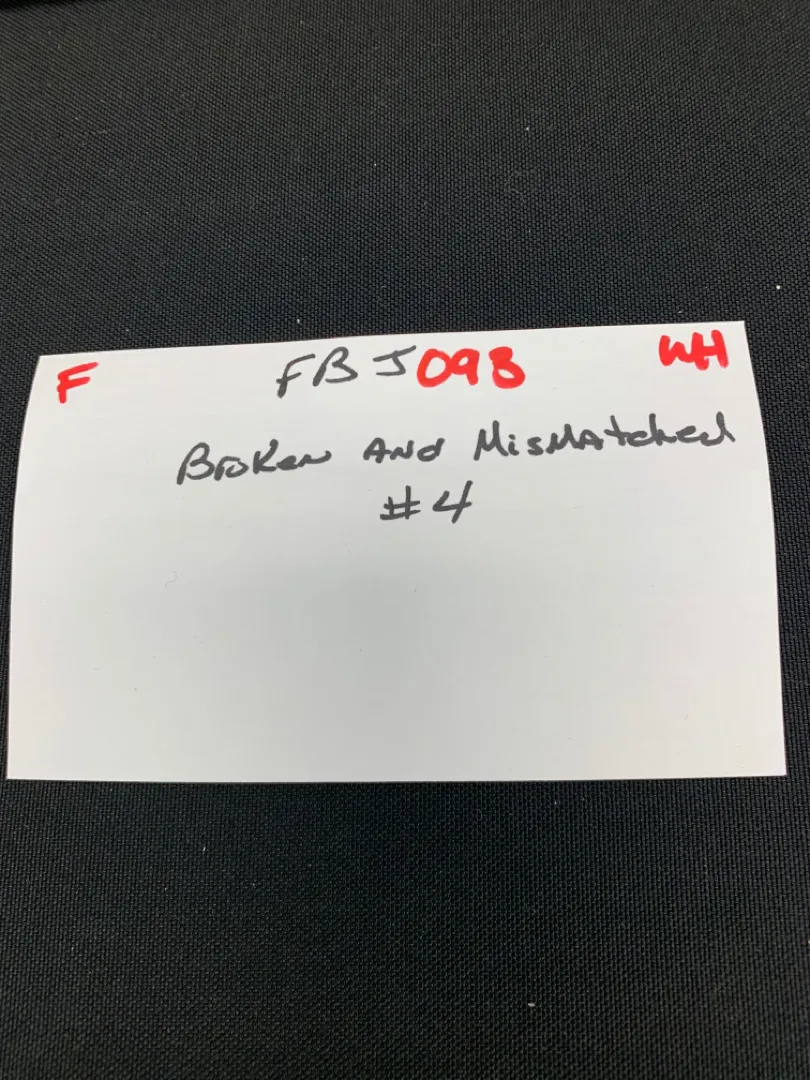 F FBJ098 WH
Broken And Mismatched
#4